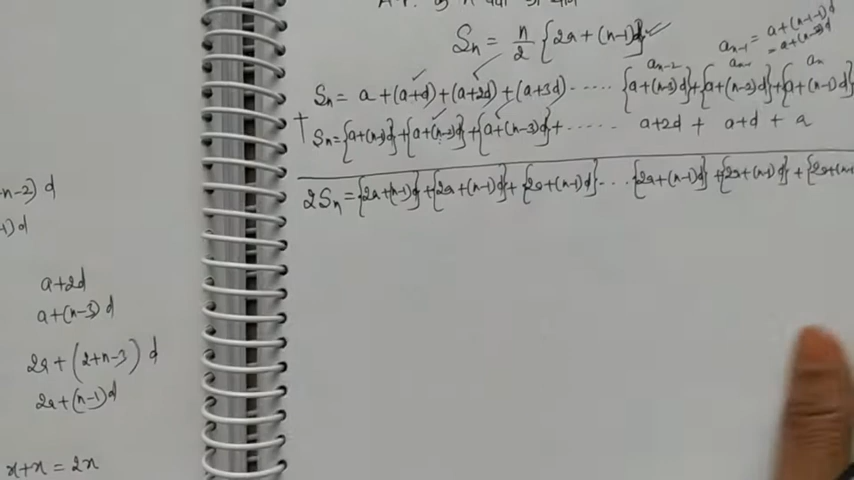 n-2) d
1) d
a+2d
a+(n-3) d
2a + (2+n-3) d
2a + (n-1)d
x+x = 2x
Sn = n/2 {2a + (n-1)d} ✓
an-1 = a+(n-1-1)d
= a+(n-2)d
an-2 an-1 an
Sn = a + (a+d) + (a+2d) + (a+3d) ..... {a+(n-3)d} + {a+(n-2)d} + {a+(n-1)d}
+ Sn = {a+(n-1)d} + {a+(n-2)d} + {a+(n-3)d} + ...... a+2d + a+d + a
2Sn = {2a+(n-1)d} + {2a+(n-1)d} + {2a+(n-1)d} ... {2a+(n-1)d} + {2a+(n-1)d} + {2a+(n-